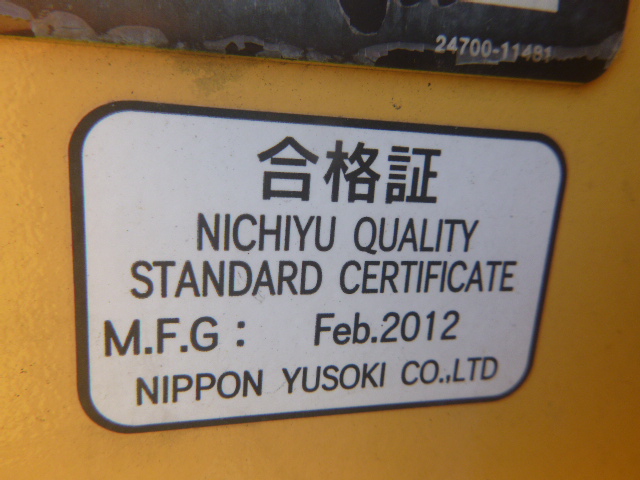 24700-11481
合格証
NICHIYU QUALITY
STANDARD CERTIFICATE
M.F.G : Feb.2012
NIPPON YUSOKI CO.,LTD